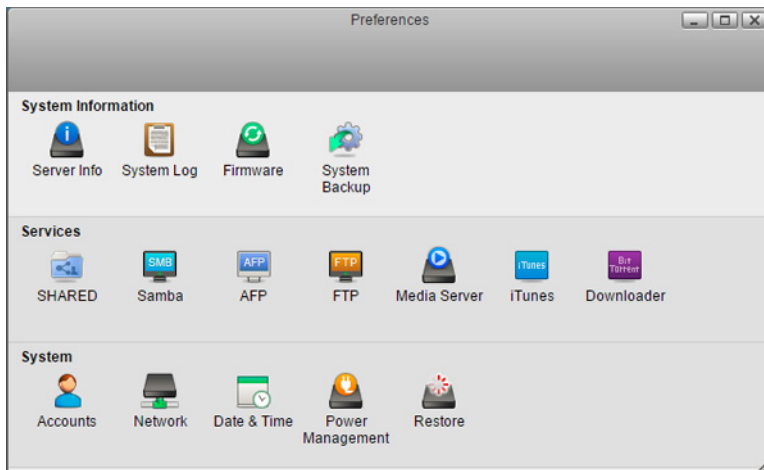 Preferences
System Information
Server Info
System Log
Firmware
System
Backup
Services
SMB
AFP
FTP
iTunes
Bit
Torrent
SHARED
Samba
AFP
FTP
Media Server
iTunes
Downloader
System
Accounts
Network
Date & Time
Power
Management
Restore